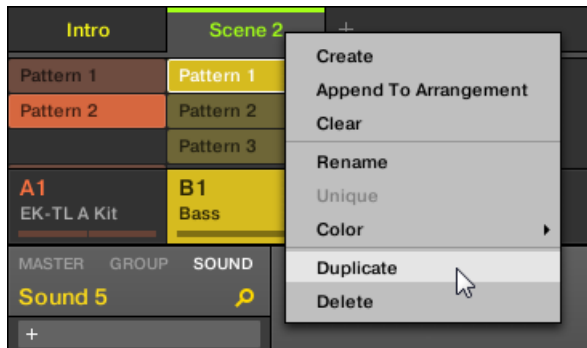 Intro Scene 2 +
Pattern 1 Pattern 1
Pattern 2 Pattern 2
Pattern 3
A1 B1
EK-TL A Kit Bass
MASTER GROUP SOUND
Sound 5
+
Create
Append To Arrangement
Clear
Rename
Unique
Color
Duplicate
Delete